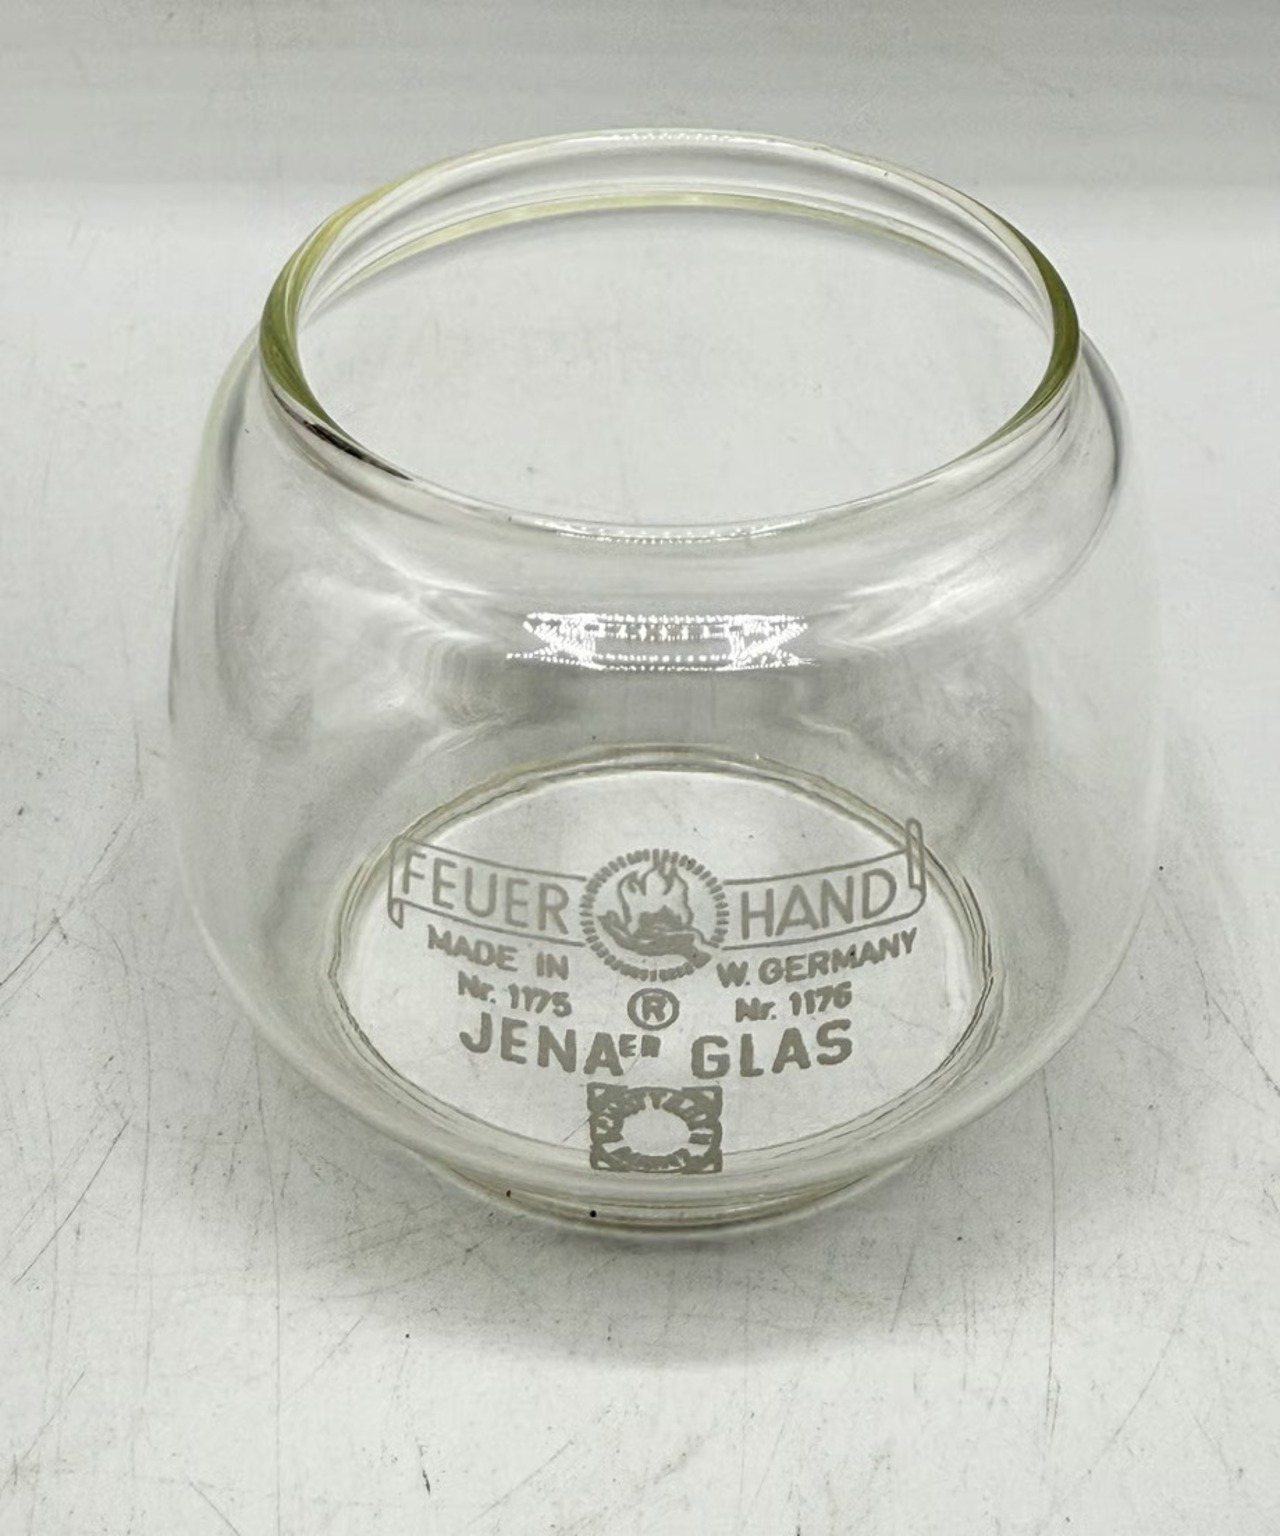 FEUER HAND
MADE IN W. GERMANY
Nr. 1175 ® Nr. 1176
JENAER GLAS